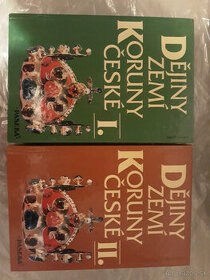 DĚJINY
ZEMÍ
KORUNY
ČESKÉ I.
PASEKA
DĚJINY
ZEMÍ
KORUNY
ČESKÉ II.
PASEKA